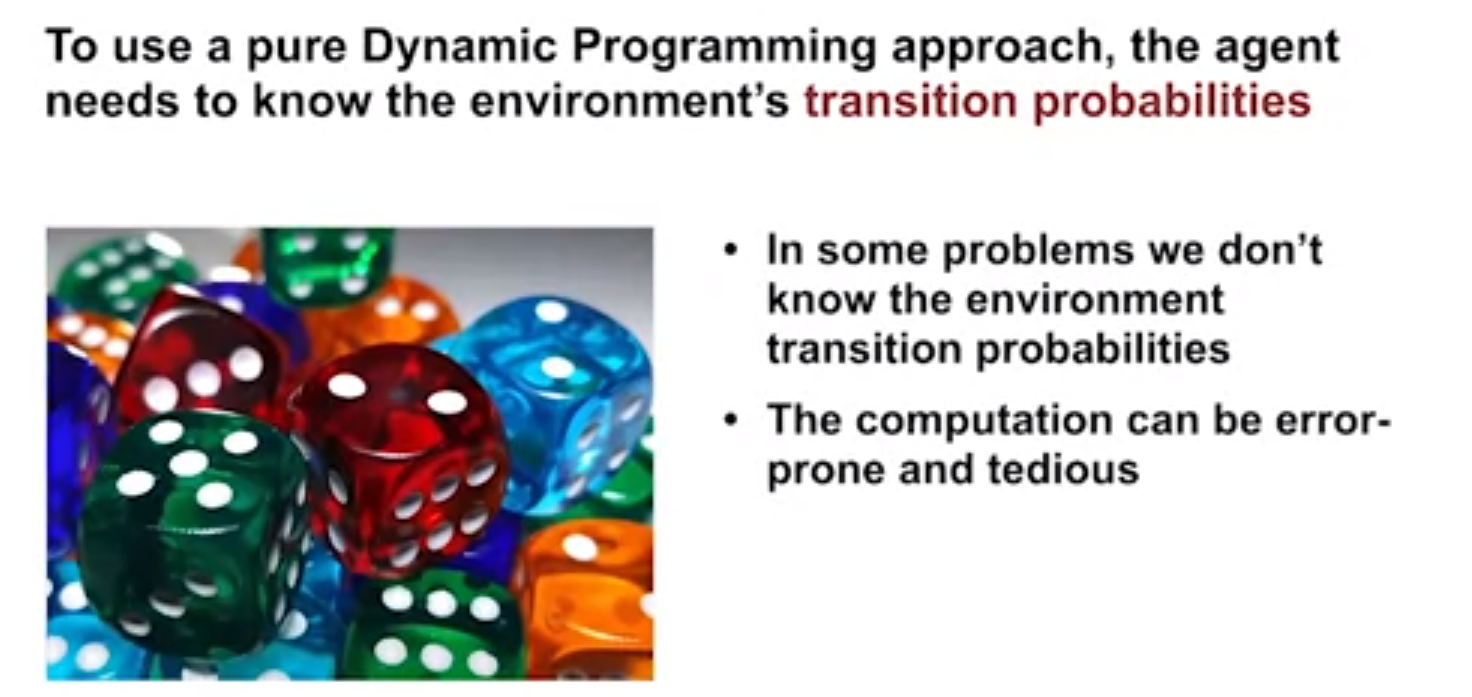 To use a pure Dynamic Programming approach, the agent
needs to know the environment’s transition probabilities
• In some problems we don’t
know the environment
transition probabilities
• The computation can be error-
prone and tedious